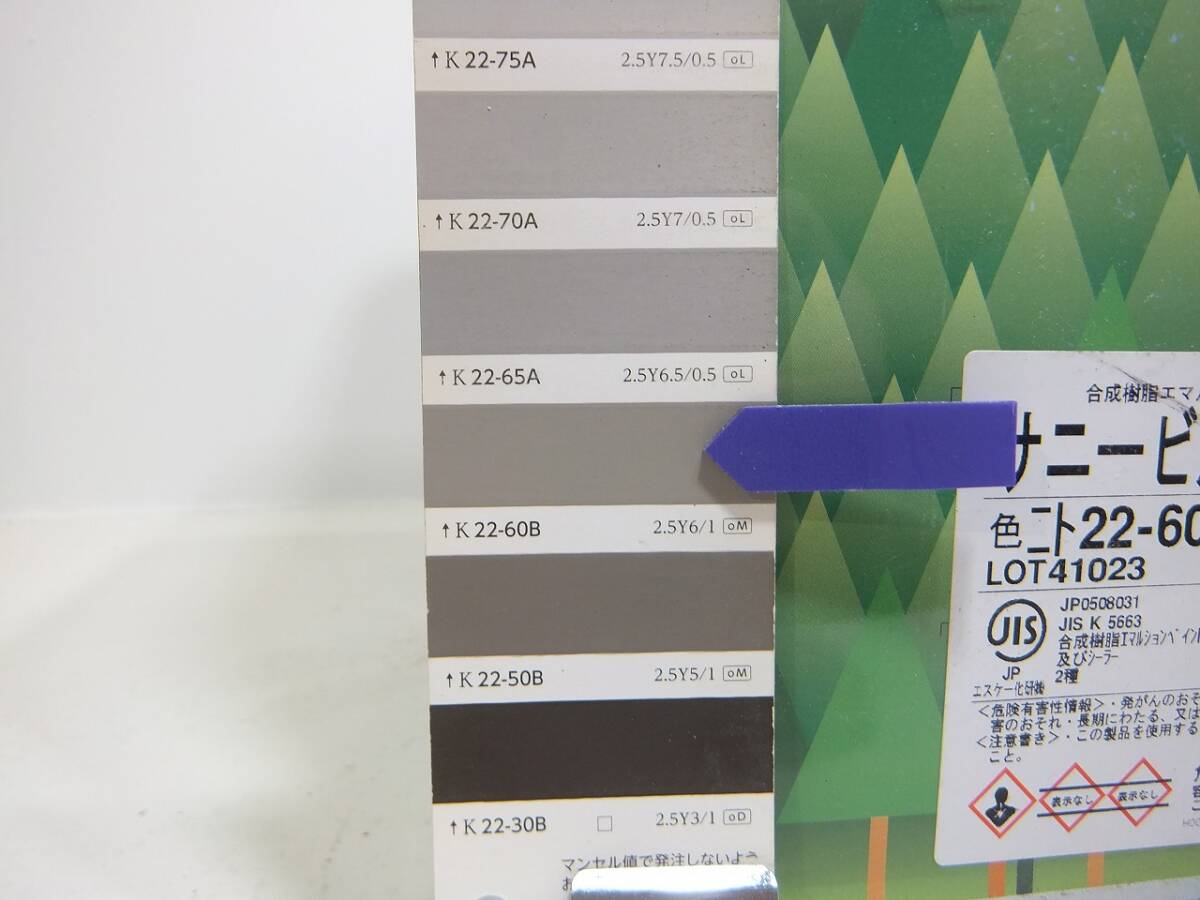 ↑K 22-75A 2.5Y7.5/0.5 oL
↑K 22-70A 2.5Y7/0.5 oL
↑K 22-65A 2.5Y6.5/0.5 oL
↑K 22-60B 2.5Y6/1 oM
↑K 22-50B 2.5Y5/1 oM
↑K 22-30B □ 2.5Y3/1 oD
マンセル値で発注しないよう
お
合成樹脂エマ
ナニービ
色ニト22-60
LOT41023
JIS
JP
JP0508031
JIS K 5663
合成樹脂エマルションペイン
及びシーラー
2種
エスケー化研㈱
<危険有害性情報>・発がんのおそ
害のおそれ・長期にわたる、又は
<注意書き>・この製品を使用する
こと。
表示なし
表示なし